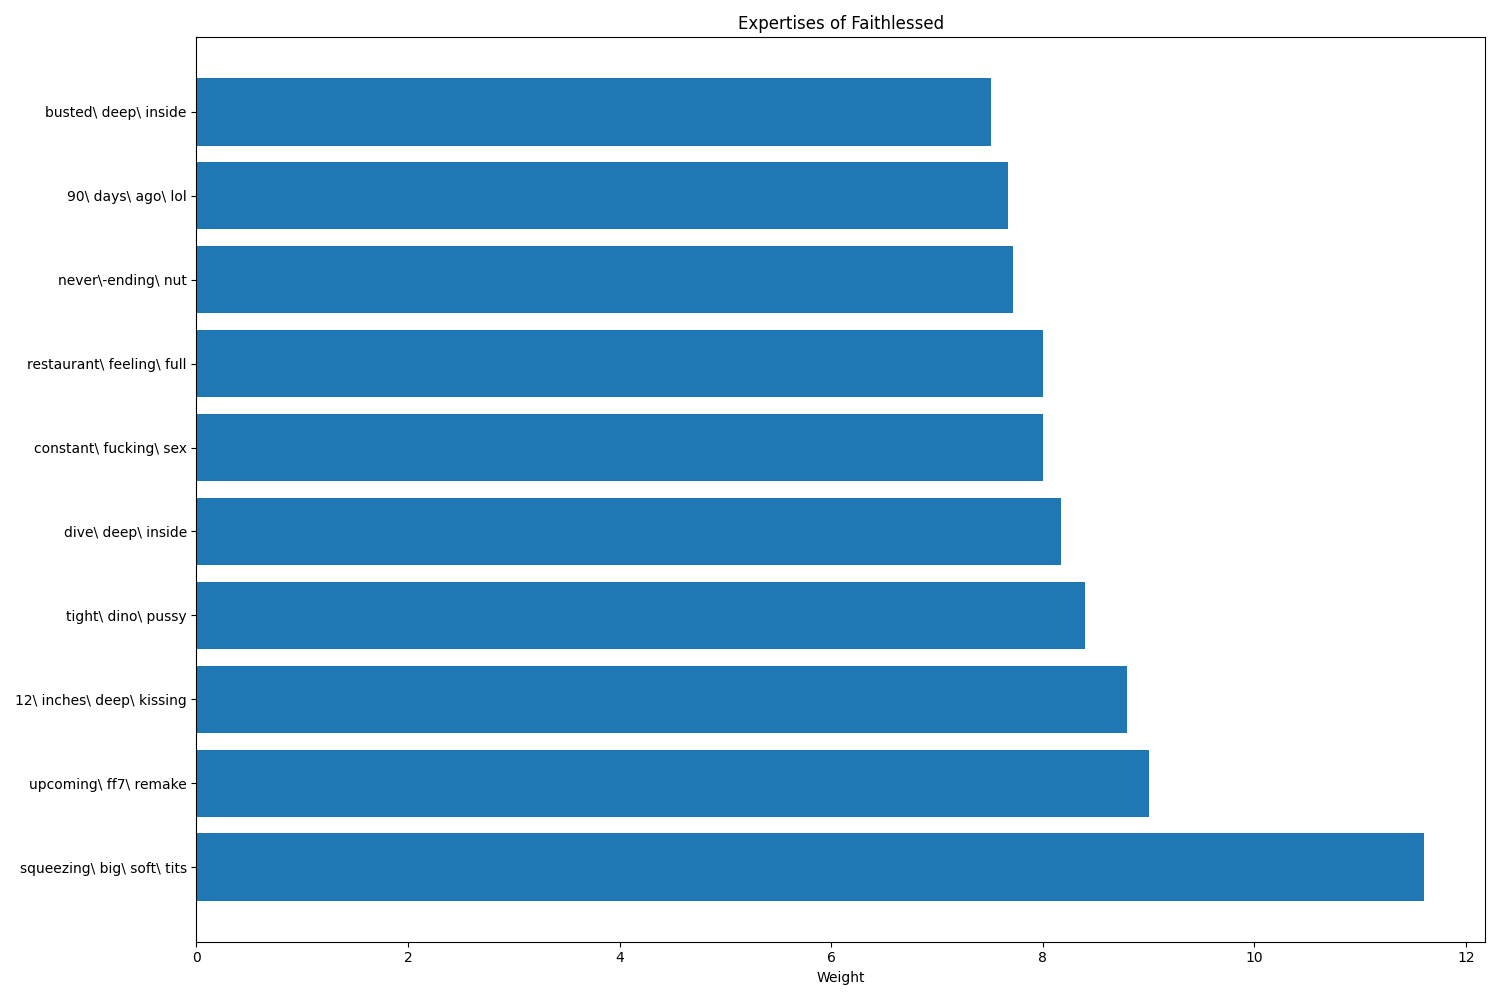 Expertises of Faithlessed
busted\ deep\ inside
90\ days\ ago\ lol
never\-ending\ nut
restaurant\ feeling\ full
constant\ fucking\ sex
dive\ deep\ inside
tight\ dino\ pussy
12\ inches\ deep\ kissing
upcoming\ ff7\ remake
squeezing\ big\ soft\ tits
0 2 4 6 8 10 12
Weight